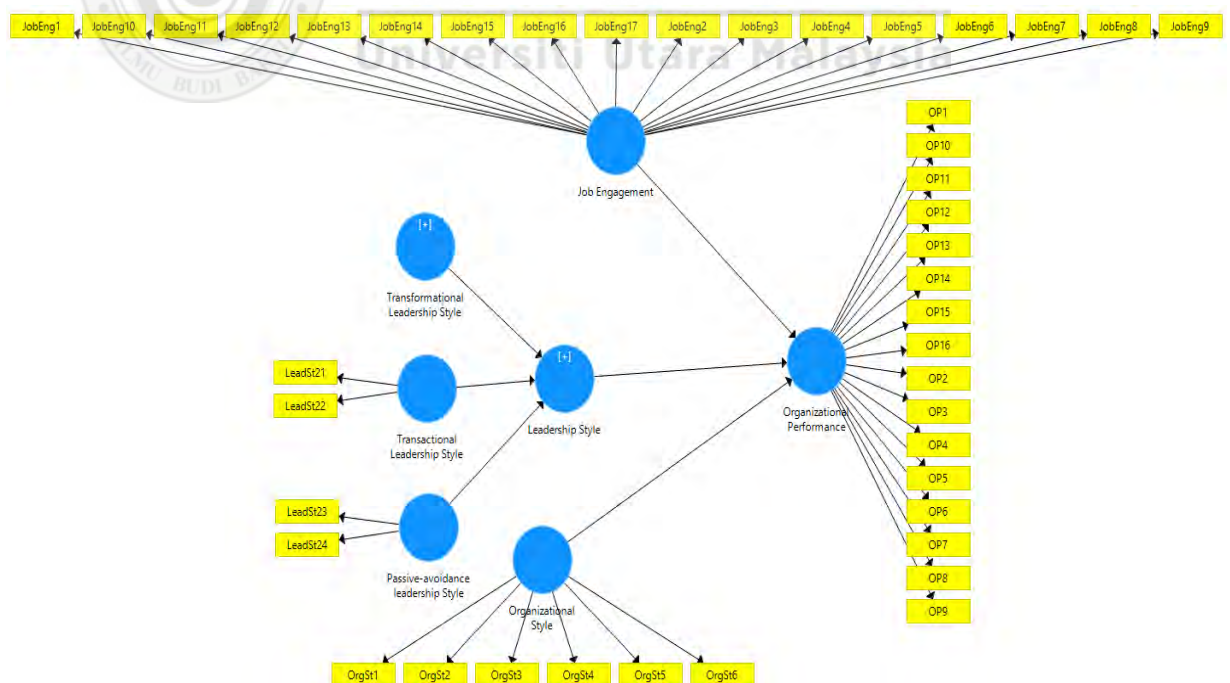 JobEng1 JobEng10 JobEng11 JobEng12 JobEng13 JobEng14 JobEng15 JobEng16 JobEng17 JobEng2 JobEng3 JobEng4 JobEng5 JobEng6 JobEng7 JobEng8 JobEng9
Universiti Utara Malaysia
BUDI
Job Engagement
OP1
OP10
OP11
OP12
OP13
OP14
OP15
OP16
OP2
OP3
OP4
OP5
OP6
OP7
OP8
OP9
[+]
Transformational
Leadership Style
LeadSt21
LeadSt22
Transactional
Leadership Style
[+]
Leadership Style
Organizational
Performance
LeadSt23
LeadSt24
Passive-avoidance
leadership Style
Organizational
Style
OrgSt1 OrgSt2 OrgSt3 OrgSt4 OrgSt5 OrgSt6